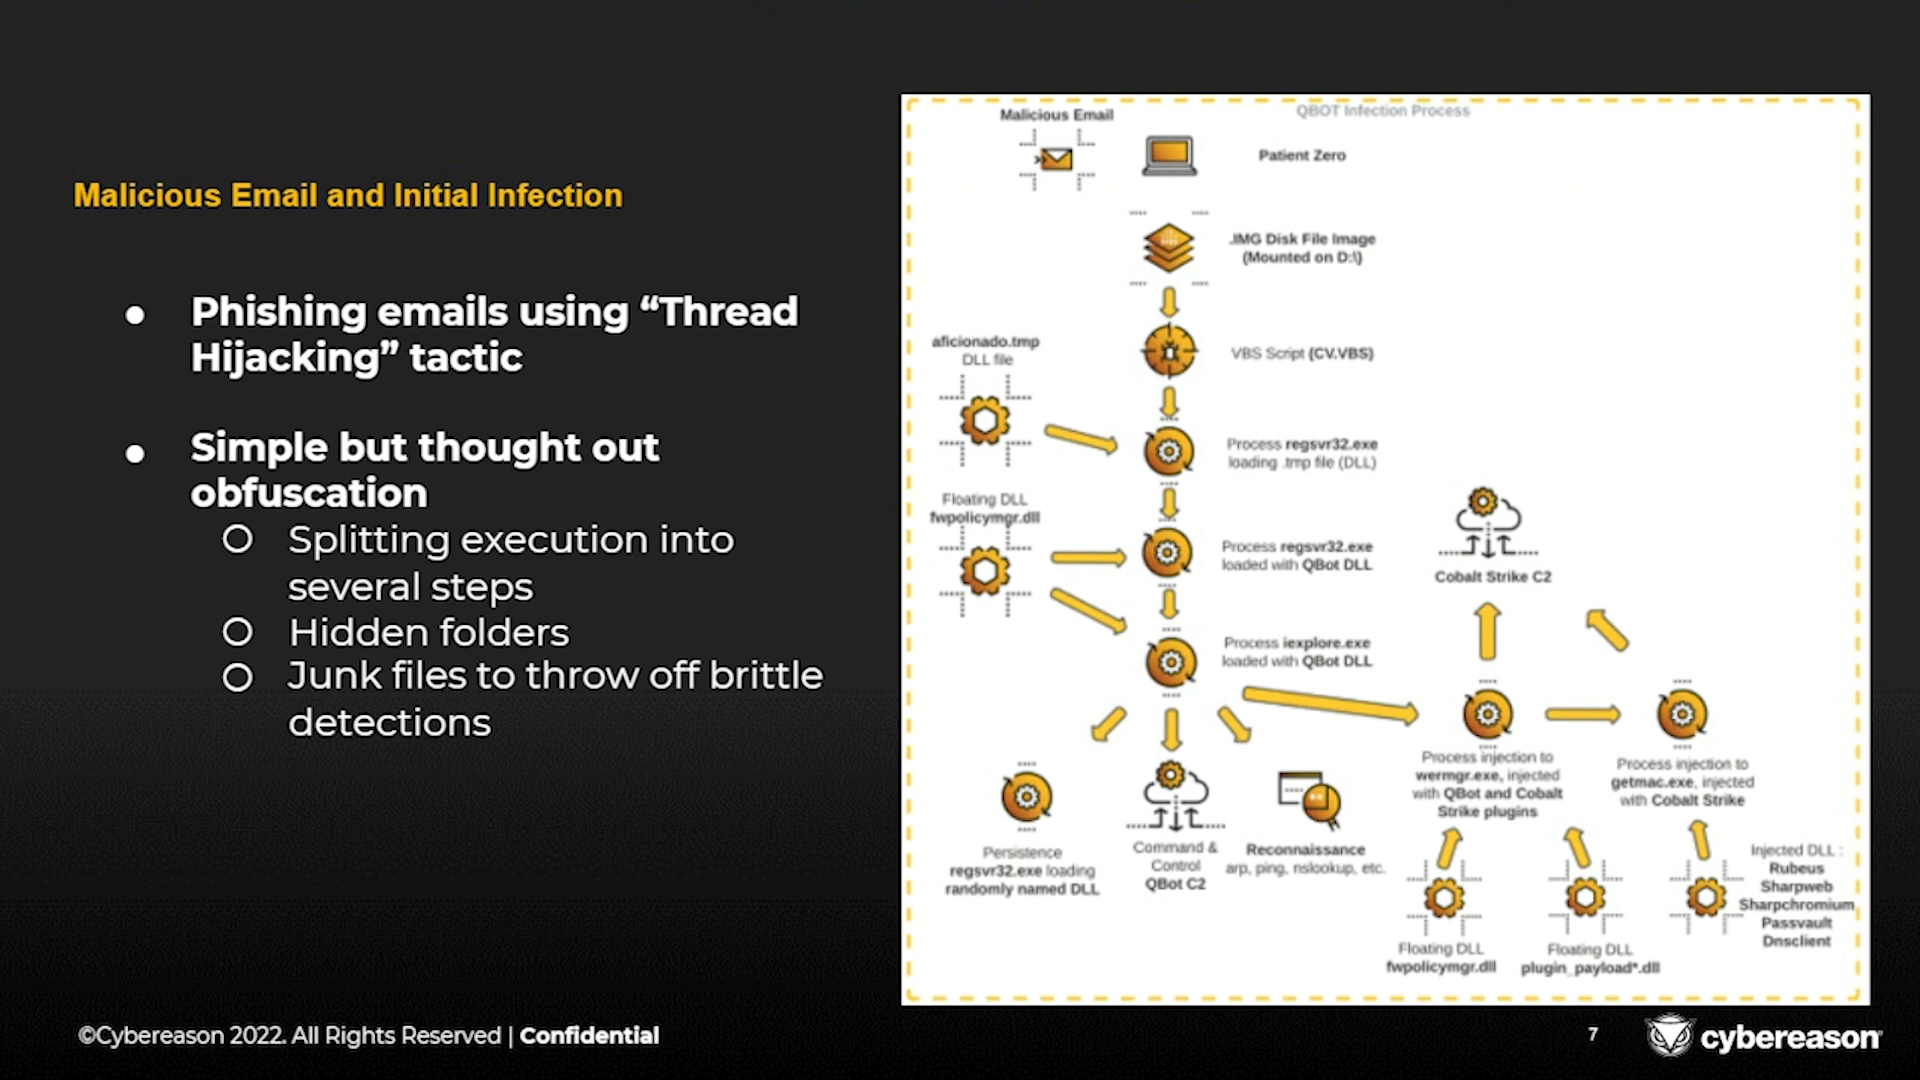 Malicious Email and Initial Infection
● Phishing emails using “Thread
Hijacking” tactic
● Simple but thought out
obfuscation
○ Splitting execution into
several steps
○ Hidden folders
○ Junk files to throw off brittle
detections
QBOT Infection Process
Malicious Email
Patient Zero
.IMG Disk File Image
(Mounted on D:\)
VBS Script (CV.VBS)
aficionado.tmp
DLL file
Process regsvr32.exe
loading .tmp file (DLL)
Floating DLL
fwpolicymgr.dll
Process regsvr32.exe
loaded with QBot DLL
Process iexplore.exe
loaded with QBot DLL
Cobalt Strike C2
Process injection to
wermgr.exe, injected
with QBot and Cobalt
Strike plugins
Process injection to
getmac.exe, injected
with Cobalt Strike
Persistence
regsvr32.exe loading
randomly named DLL
Command &
Control
QBot C2
Reconnaissance
arp, ping, nslookup, etc.
Floating DLL
fwpolicymgr.dll
Floating DLL
plugin_payload*.dll
Injected DLL :
Rubeus
Sharpweb
Sharpchromium
Passvault
Dnsclient
©Cybereason 2022. All Rights Reserved | Confidential
7
cybereason